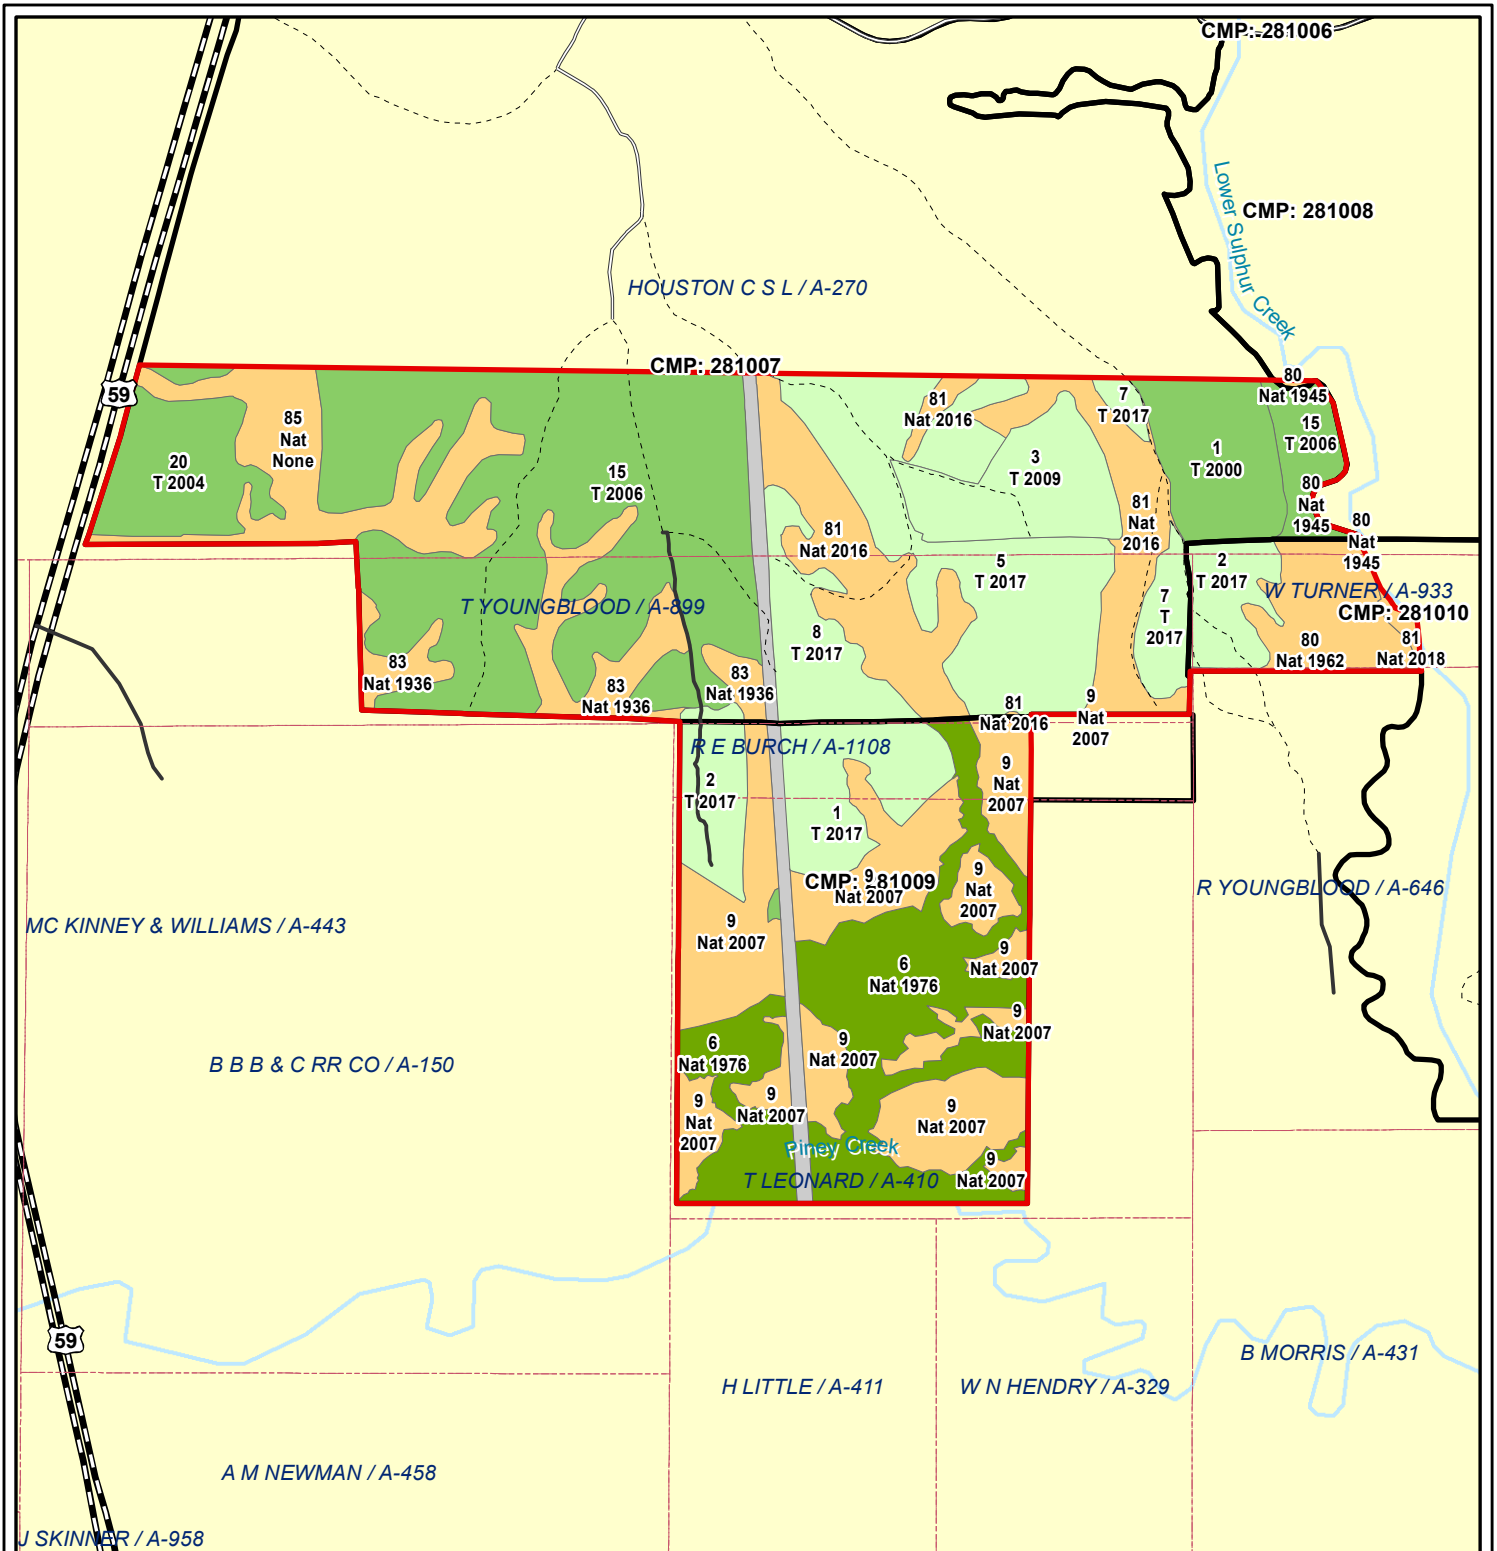 CMP: 281006
Lower Sulphur Creek
CMP: 281008
HOUSTON C S L / A-270
CMP: 281007
59
80
Nat 1945
81
Nat 2016
7
T 2017
85
Nat
None
15
T 2006
1
T 2000
20
T 2004
15
T 2006
3
T 2009
80
Nat
1945
81
Nat 2016
81
Nat
2016
80
Nat
1945
5
T 2017
2
T 2017
W TURNER / A-933
CMP: 281010
T YOUNGBLOOD / A-899
7
T
2017
8
T 2017
80
Nat 1962
81
Nat 2018
83
Nat 1936
83
Nat 1936
83
Nat 1936
81
Nat 2016
9
Nat
2007
R E BURCH / A-1108
2
T 2017
9
Nat
2007
1
T 2017
CMP: 281009
9
Nat 2007
9
Nat
2007
R YOUNGBLOOD / A-646
MC KINNEY & WILLIAMS / A-443
9
Nat 2007
9
Nat 2007
6
Nat 1976
9
Nat 2007
6
Nat 1976
9
Nat 2007
B B B & C RR CO / A-150
9
Nat
2007
9
Nat 2007
9
Nat 2007
Piney Creek
9
Nat 2007
T LEONARD / A-410
59
B MORRIS / A-431
H LITTLE / A-411
W N HENDRY / A-329
A M NEWMAN / A-458
J SKINNER / A-958